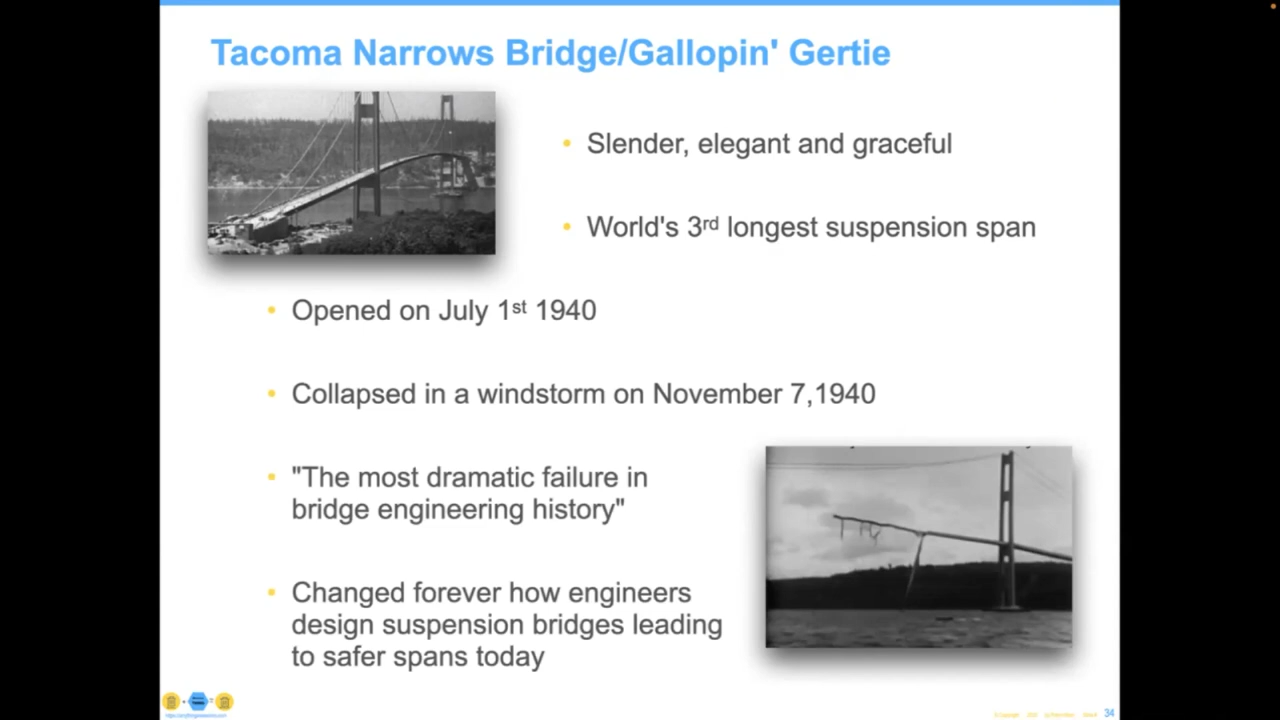 Tacoma Narrows Bridge/Gallopin' Gertie
Slender, elegant and graceful
World's 3rd longest suspension span
Opened on July 1st 1940
Collapsed in a windstorm on November 7,1940
"The most dramatic failure in
bridge engineering history"
Changed forever how engineers
design suspension bridges leading
to safer spans today
34